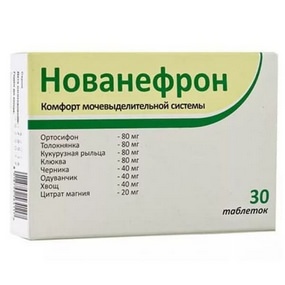 Нованефрон
Комфорт мочевыделительной системы
Ортосифон - 80 мг
Толокнянка - 80 мг
Кукурузная рыльца - 80 мг
Клюква - 80 мг
Черника - 40 мг
Одуванчик - 40 мг
Хвощ - 40 мг
Цитрат магния - 20 мг
30
таблеток